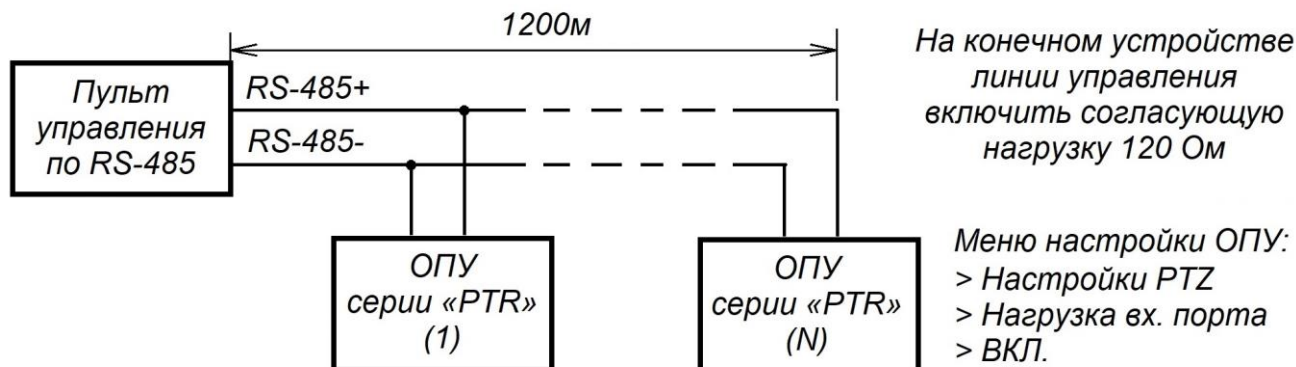 1200м
Пульт
управления
по RS-485
RS-485+
RS-485-
ОПУ
серии «PTR»
(1)
ОПУ
серии «PTR»
(N)
На конечном устройстве
линии управления
включить согласующую
нагрузку 120 Ом
Меню настройки ОПУ:
> Настройки PTZ
> Нагрузка вх. порта
> ВКЛ.